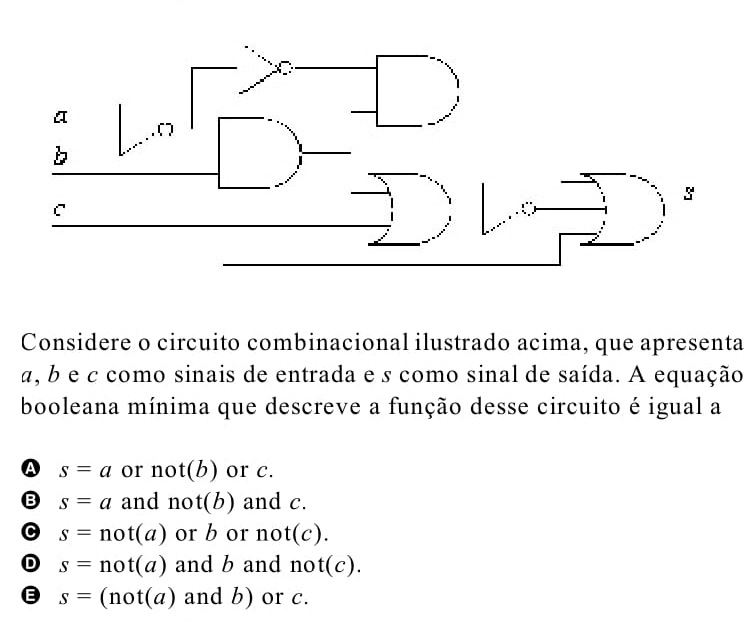 a
b
c
s
Considere o circuito combinacional ilustrado acima, que apresenta
a, b e c como sinais de entrada e s como sinal de saída. A equação
booleana mínima que descreve a função desse circuito é igual a
A s = a or not(b) or c.
B s = a and not(b) and c.
C s = not(a) or b or not(c).
D s = not(a) and b and not(c).
E s = (not(a) and b) or c.